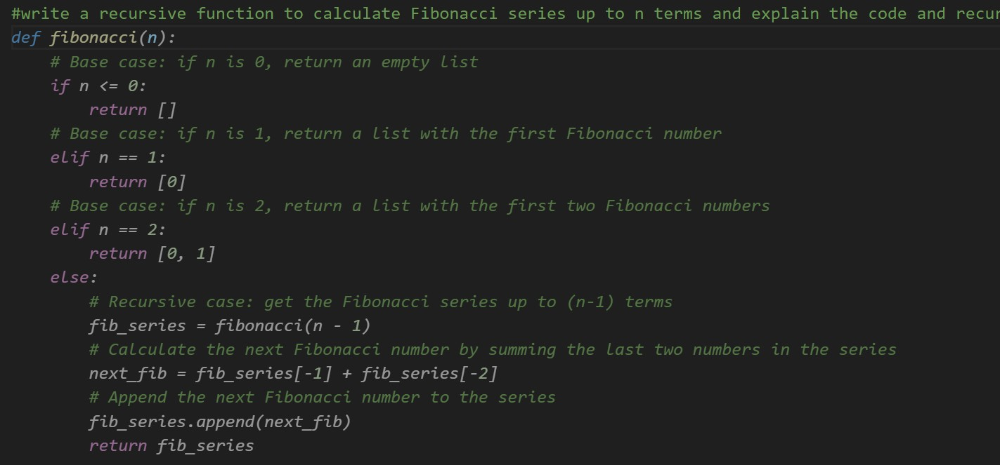 #write a recursive function to calculate Fibonacci series up to n terms and explain the code and
def fibonacci(n):
    # Base case: if n is 0, return an empty list
    if n <= 0:
        return []
    # Base case: if n is 1, return a list with the first Fibonacci number
    elif n == 1:
        return [0]
    # Base case: if n is 2, return a list with the first two Fibonacci numbers
    elif n == 2:
        return [0, 1]
    else:
        # Recursive case: get the Fibonacci series up to (n-1) terms
        fib_series = fibonacci(n - 1)
        # Calculate the next Fibonacci number by summing the last two numbers in the series
        next_fib = fib_series[-1] + fib_series[-2]
        # Append the next Fibonacci number to the series
        fib_series.append(next_fib)
        return fib_series